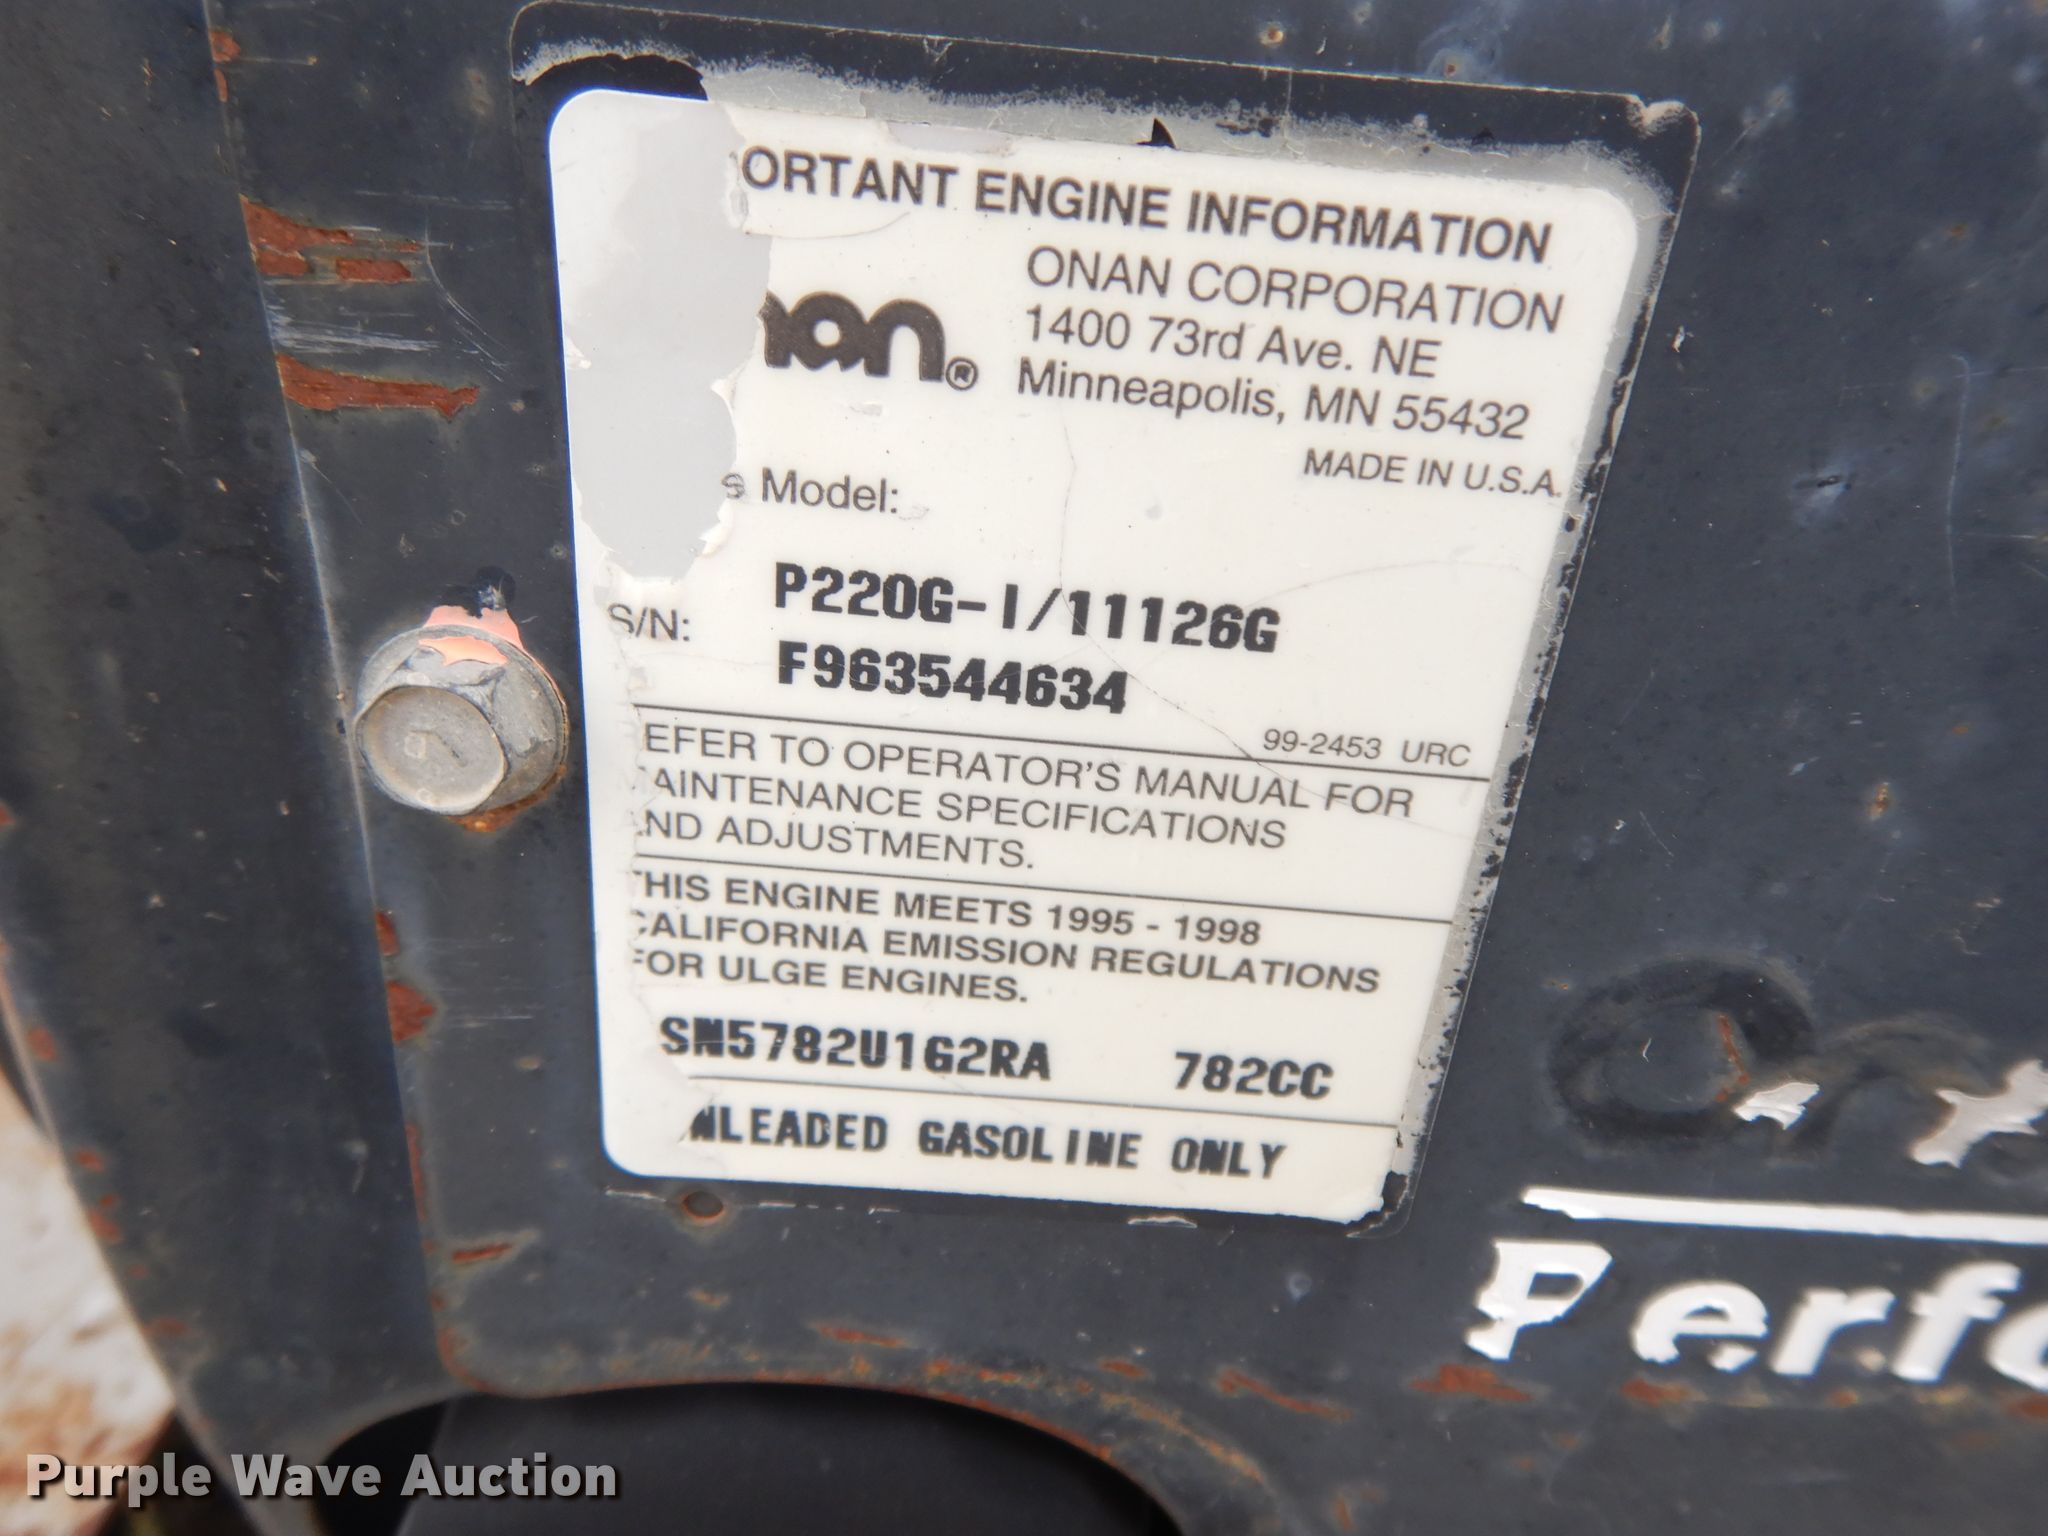 ORTANT ENGINE INFORMATION
nan®
ONAN CORPORATION
1400 73rd Ave. NE
Minneapolis, MN 55432
MADE IN U.S.A.
s Model:
P220G-I/11126G
S/N:
F963544634
99-2453 URC
EFER TO OPERATOR'S MANUAL FOR
AINTENANCE SPECIFICATIONS
ND ADJUSTMENTS.
THIS ENGINE MEETS 1995 - 1998
CALIFORNIA EMISSION REGULATIONS
FOR ULGE ENGINES.
SN5782U1G2RA 782CC
NLEADED GASOLINE ONLY
On
Perfo
Purple Wave Auction